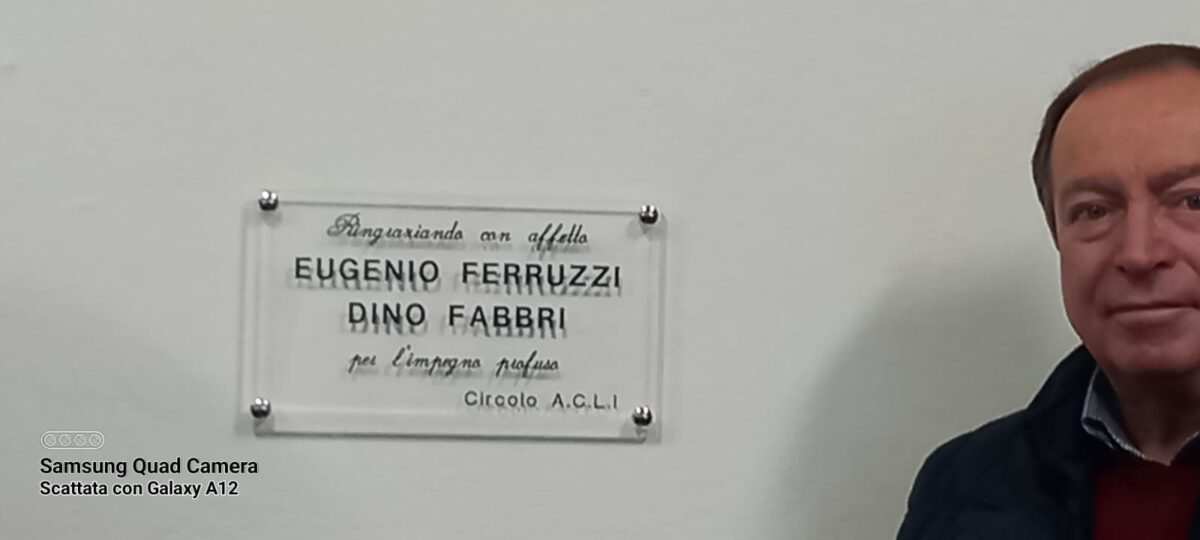 Ringraziando con affetto
EUGENIO FERRUZZI
DINO FABBRI
per l'impegno profuso
Circolo A.C.L.I
Samsung Quad Camera
Scattata con Galaxy A12